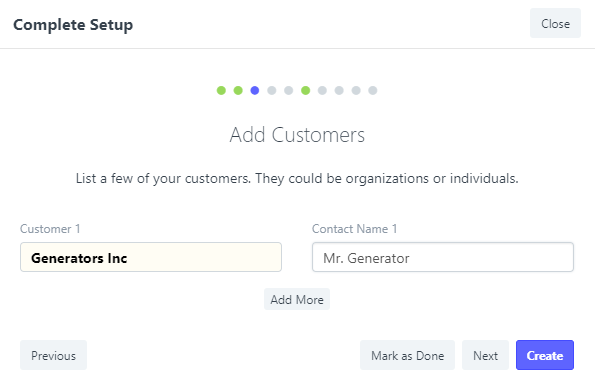 Complete Setup
Close
Add Customers
List a few of your customers. They could be organizations or individuals.
Customer 1
Contact Name 1
Generators Inc
Mr. Generator
Add More
Previous
Mark as Done
Next
Create